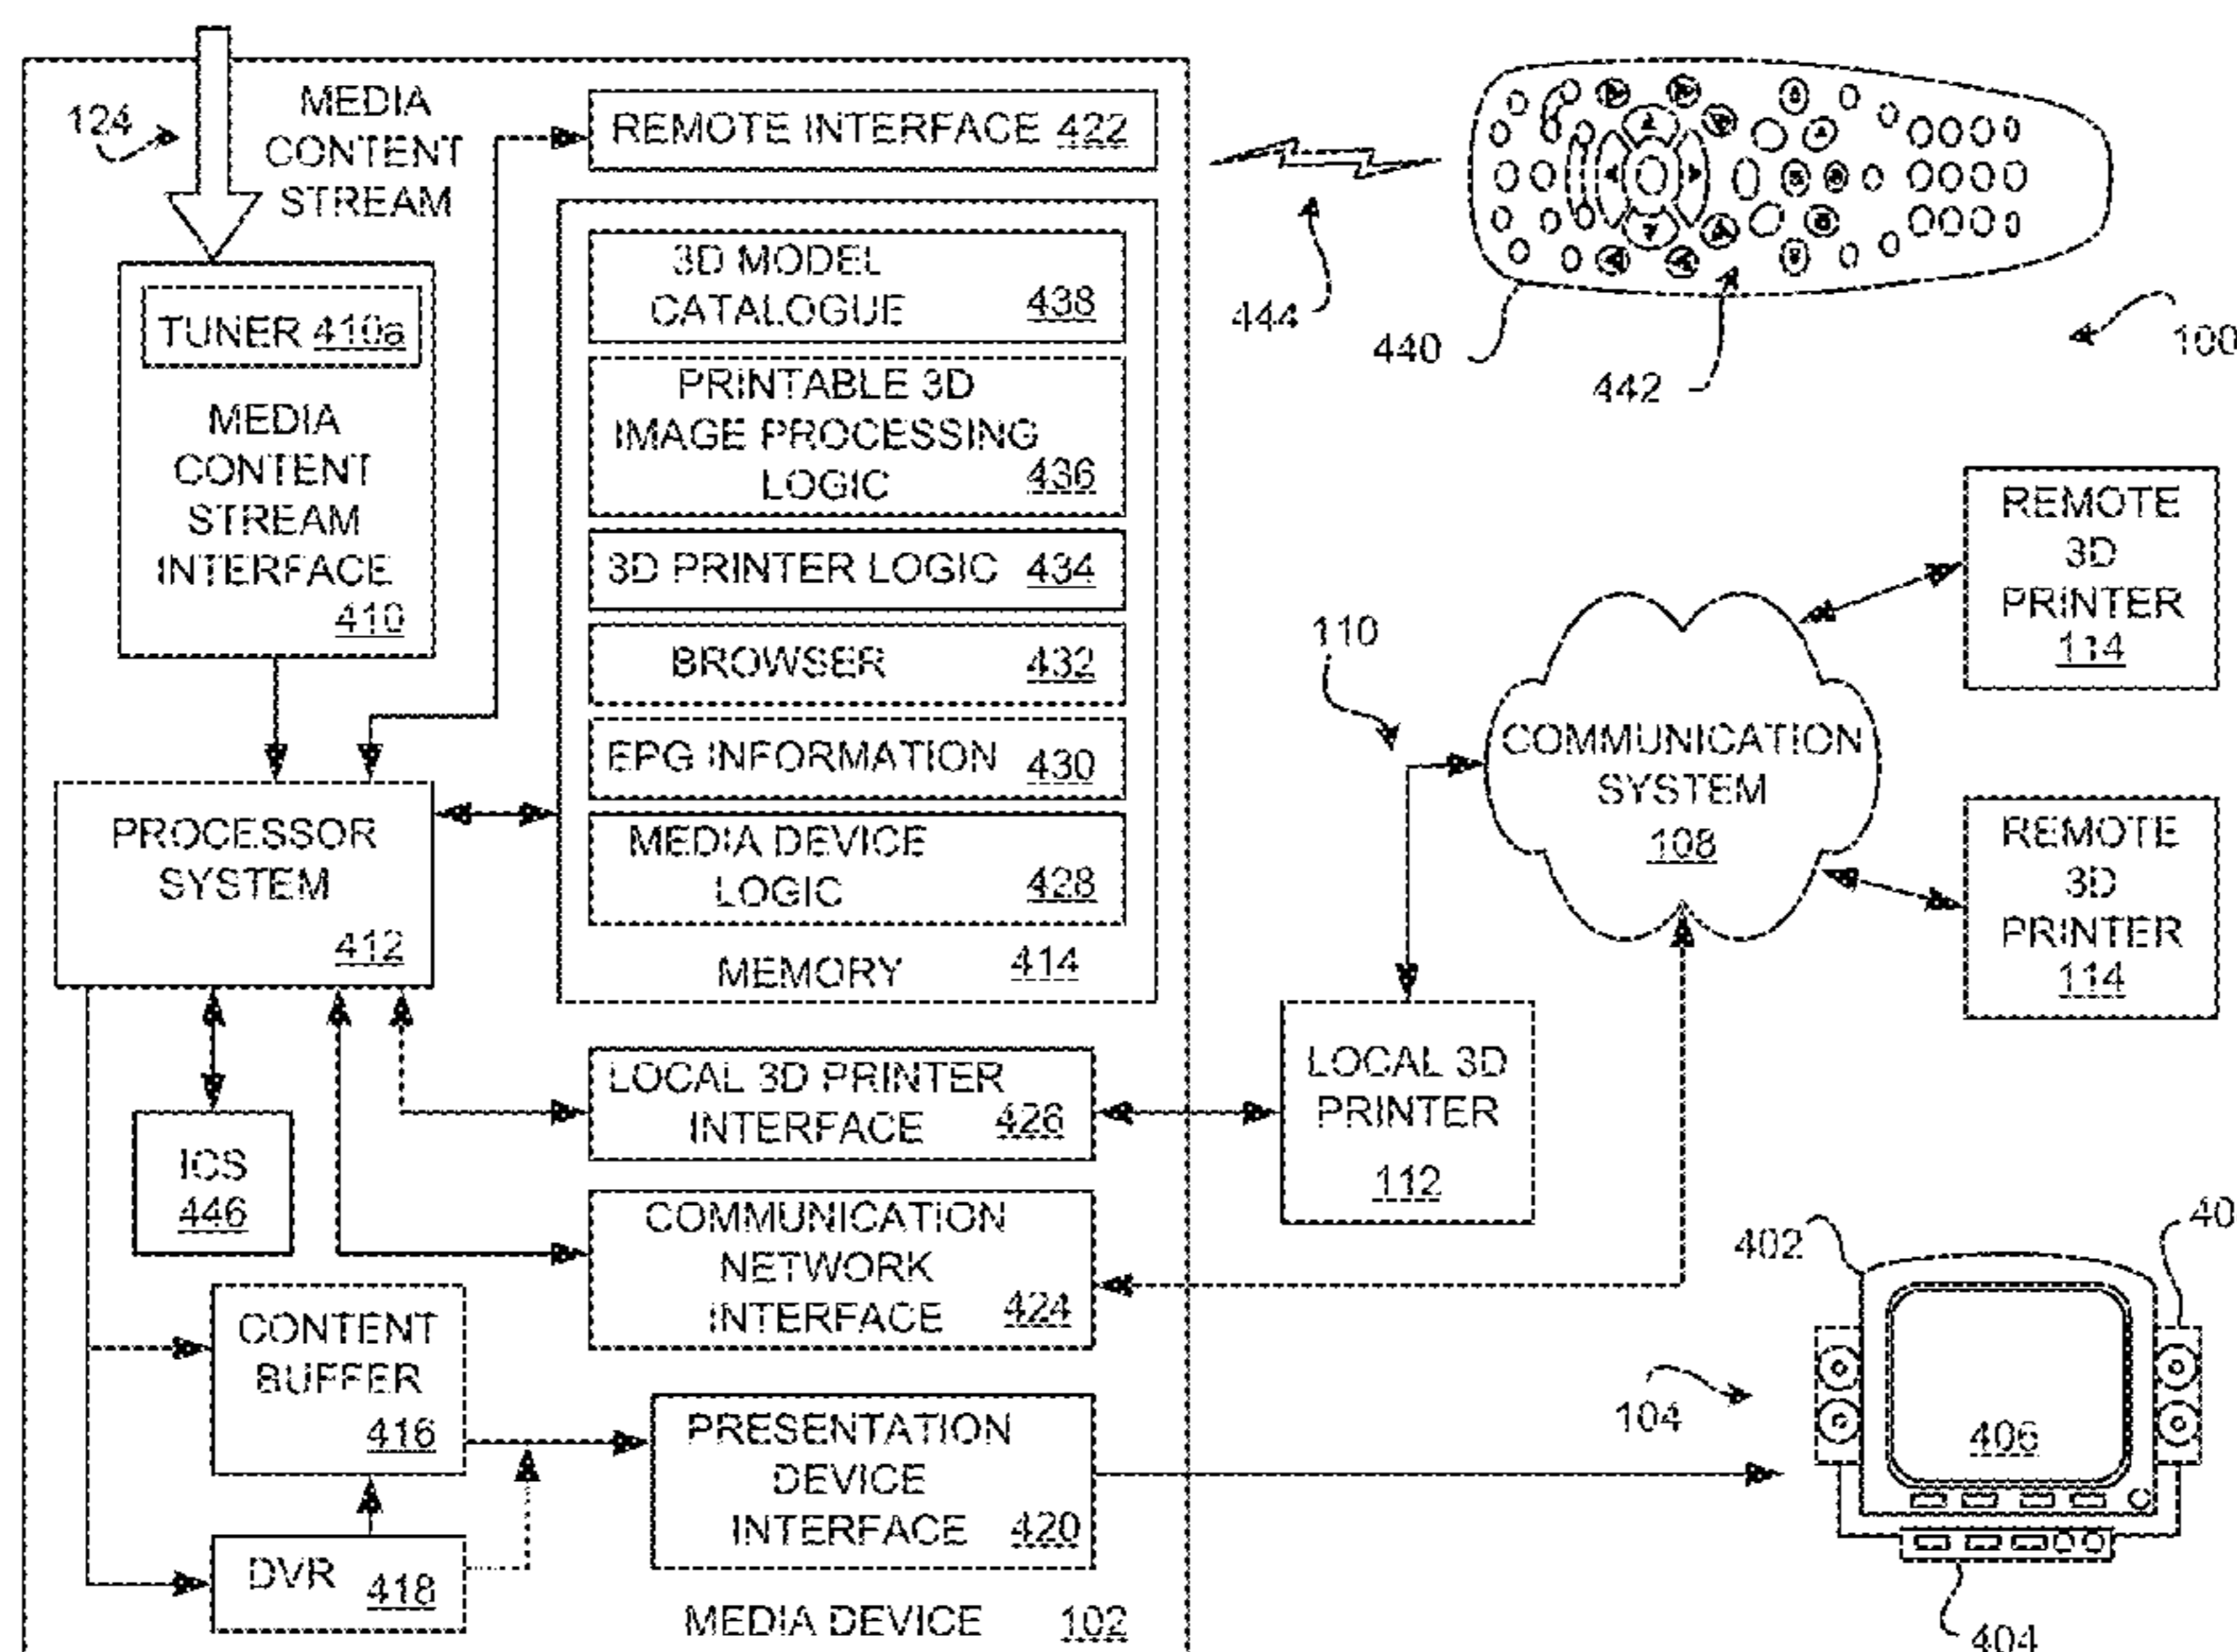 124
MEDIA
CONTENT
STREAM
REMOTE INTERFACE 422
TUNER 410a
MEDIA
CONTENT
STREAM
INTERFACE
410
3D MODEL
CATALOGUE 438
PRINTABLE 3D
IMAGE PROCESSING
LOGIC 436
3D PRINTER LOGIC 434
BROWSER 432
EPG INFORMATION 430
MEDIA DEVICE
LOGIC 428
MEMORY 414
PROCESSOR
SYSTEM
412
ICS
446
LOCAL 3D PRINTER
INTERFACE 426
COMMUNICATION
NETWORK
INTERFACE 424
CONTENT
BUFFER
416
DVR 418
PRESENTATION
DEVICE
INTERFACE 420
MEDIA DEVICE 102
444
440
442
100
REMOTE
3D
PRINTER
114
110
COMMUNICATION
SYSTEM
108
REMOTE
3D
PRINTER
114
LOCAL 3D
PRINTER
112
402
40
104
406
404